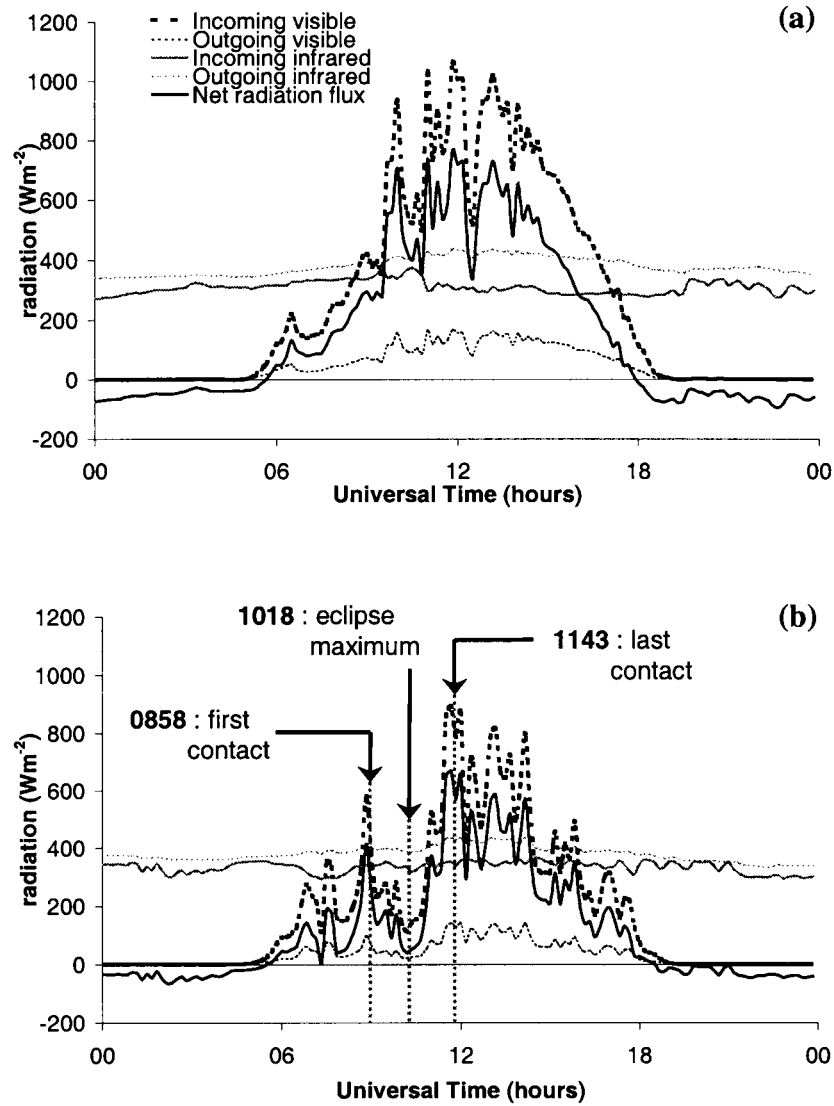 (a)
Incoming visible
Outgoing visible
Incoming infrared
Outgoing infrared
Net radiation flux
1200
1000
800
600
400
200
0
-200
radiation (Wm-2)
00 06 12 18 00
Universal Time (hours)
(b)
1018 : eclipse
maximum
1143 : last
contact
0858 : first
contact
1200
1000
800
600
400
200
0
-200
radiation (Wm-2)
00 06 12 18 00
Universal Time (hours)